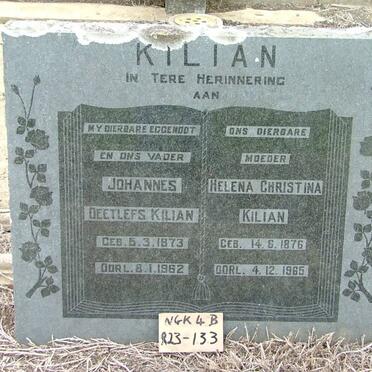 KILIAN
IN TERE HERINNERING
AAN
MY DIERBARE EGGENOOT
EN ONS VADER
JOHANNES
DEETLEFS KILIAN
GEB. 5.3.1873
OORL. 8.1.1962
ONS DIERBARE
MOEDER
HELENA CHRISTINA
KILIAN
GEB. 14.6.1876
OORL. 4.12.1965
NGK 4 B
R23-133